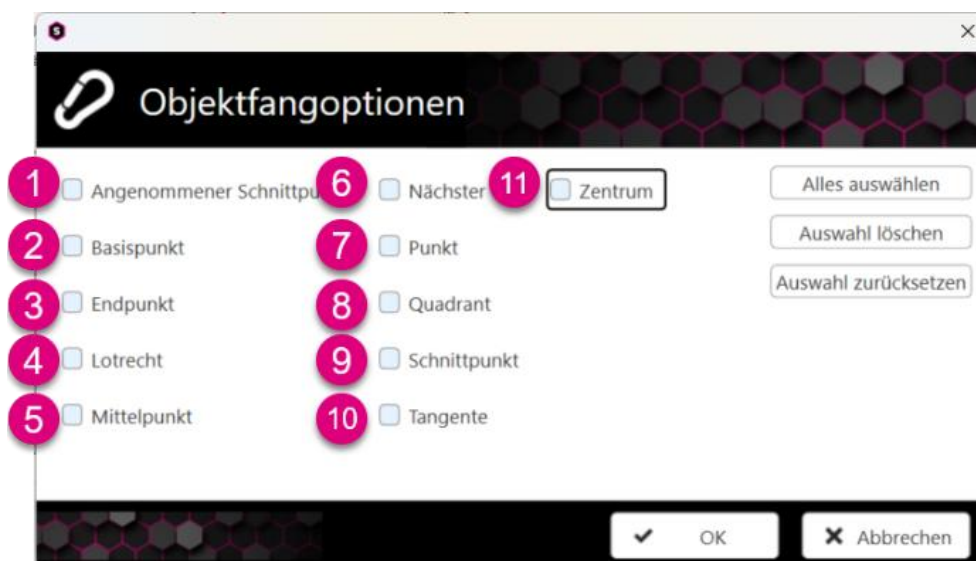 S
Objektfangoptionen
1 Angenommener Schnittpu
2 Basispunkt
3 Endpunkt
4 Lotrecht
5 Mittelpunkt
6 Nächster
7 Punkt
8 Quadrant
9 Schnittpunkt
10 Tangente
11 Zentrum
Alles auswählen
Auswahl löschen
Auswahl zurücksetzen
OK
Abbrechen